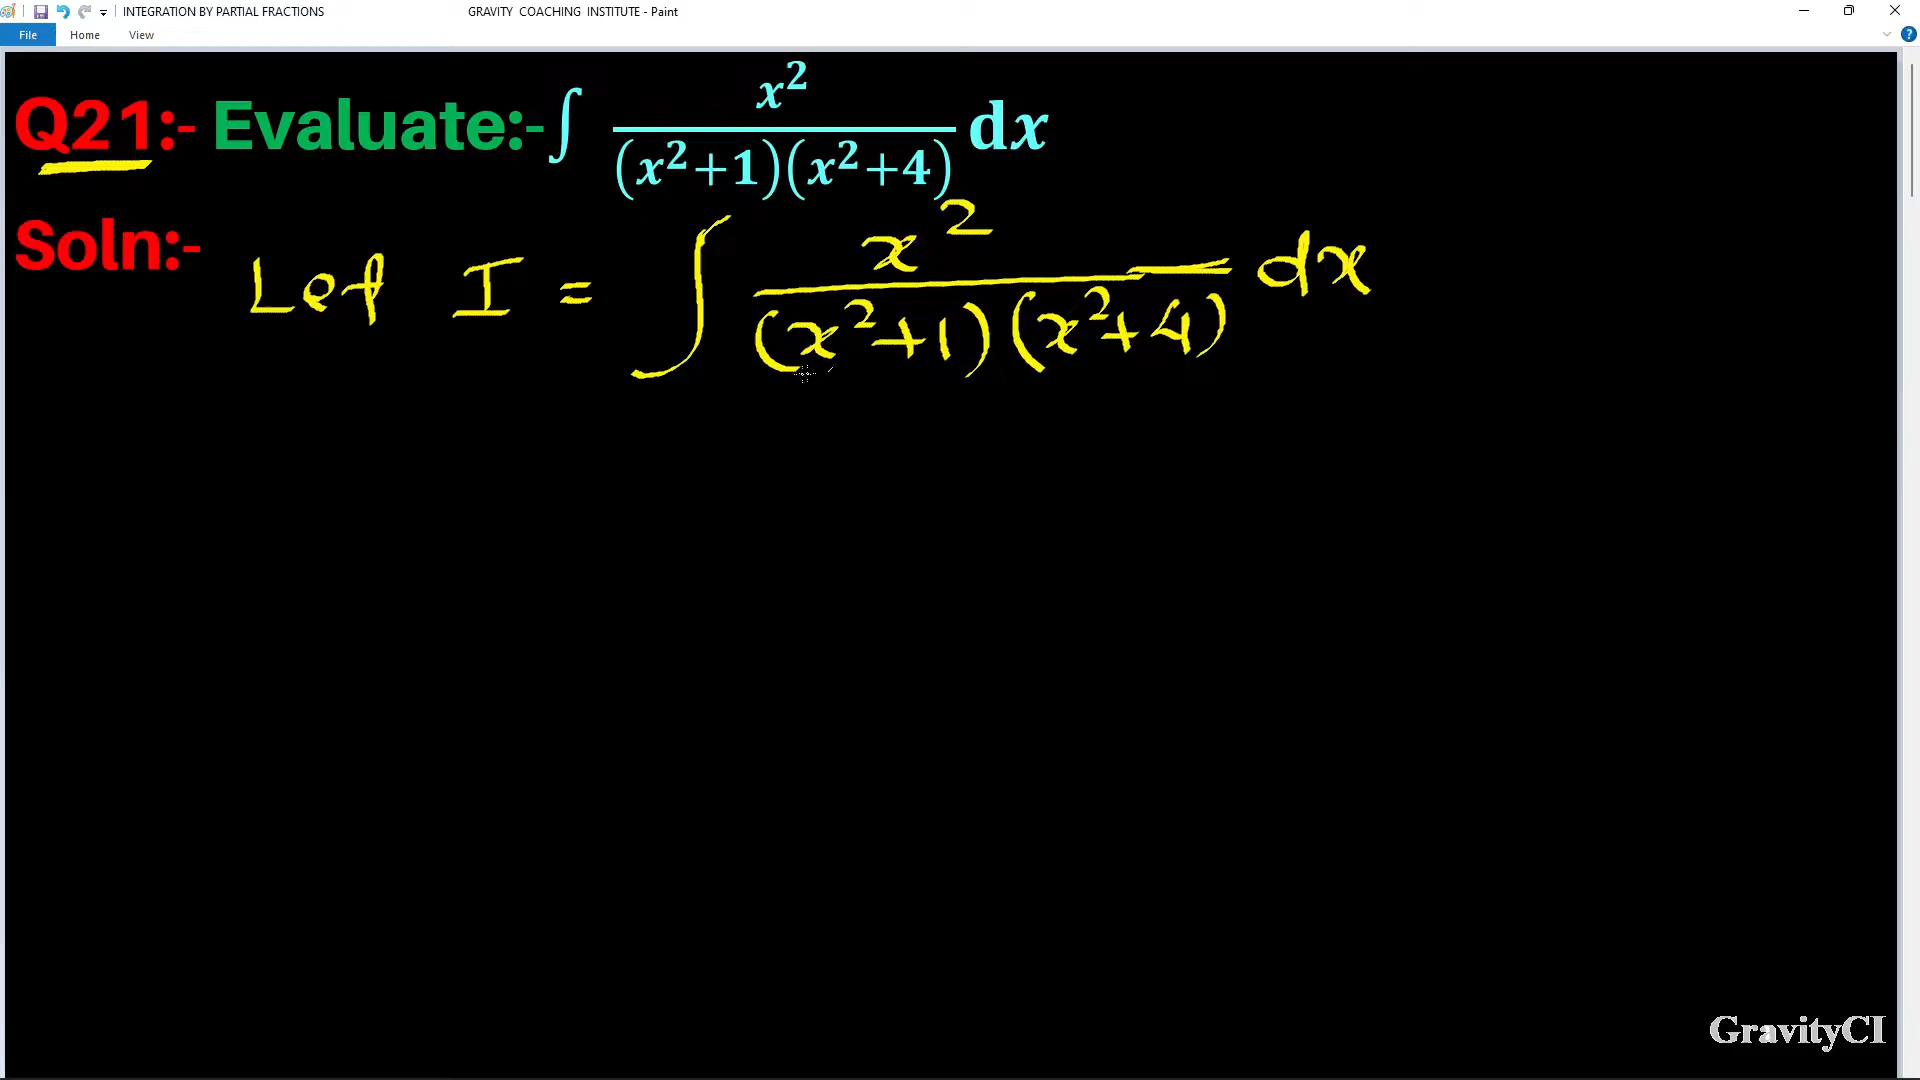 INTEGRATION BY PARTIAL FRACTIONS GRAVITY COACHING INSTITUTE - Paint
File Home View
Q21:- Evaluate:- ∫ x²/((x²+1)(x²+4)) dx
Soln:- Let I = ∫ x²/((x²+1)(x²+4)) dx
GravityCI